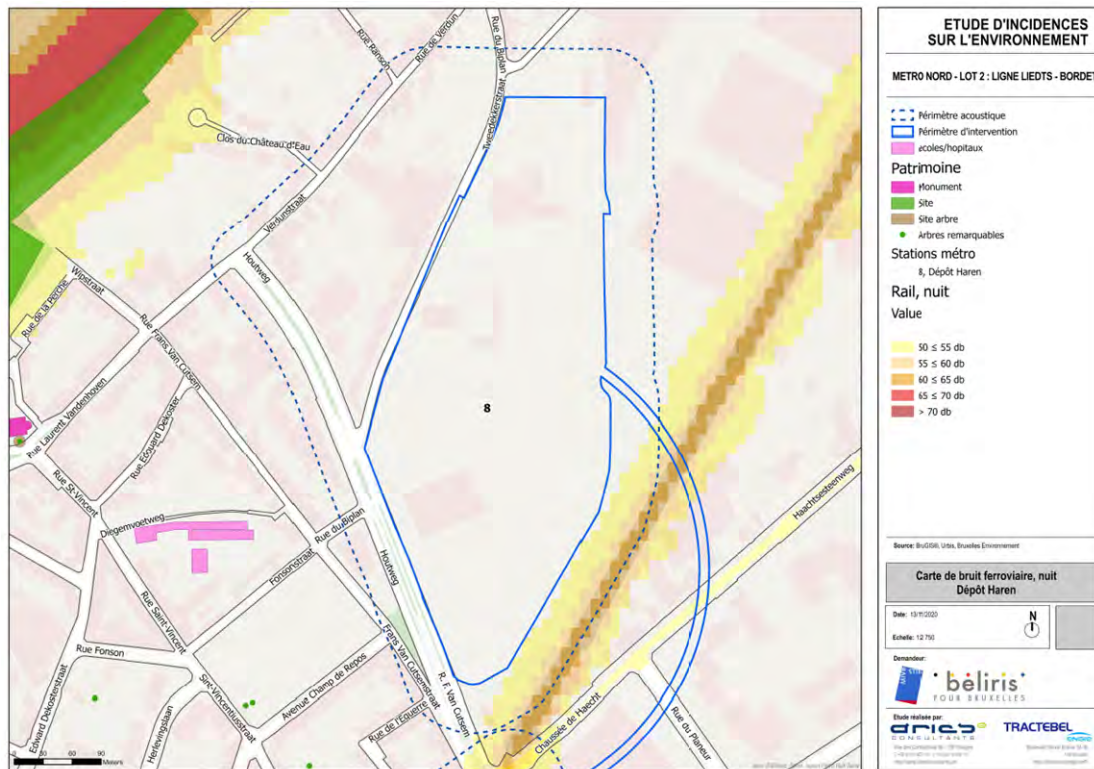 Rue Ranson
Rue de Verdun
Rue du Biplan
Tweedekkerstraat
Clos du Château d'Eau
Verdunstraat
Houtweg
Wipstraat
Rue de la Perche
Rue Frans Van Cutsem
Rue Laurent Vandenhoven
Rue Edouard Dekoster
Rue St-Vincent
Diegemvoetweg
Rue du Biplan
Fonsonstraat
Houtweg
8
Haachtsesteenweg
Rue Saint-Vincent
Rue Fonson
Frans Van Cutsemstraat
R. F. Van Cutsem
Avenue Champ de Repos
Rue de l'Équerre
Chaussée de Haecht
Rue du Planeur
Edward Dekosterstraat
Herlevingslaan
Sint-Vincentiusstraat
90
Meters
ETUDE D'INCIDENCES
SUR L'ENVIRONNEMENT
METRO NORD - LOT 2 : LIGNE LIEDTS - BORDET
Périmètre acoustique
Périmètre d'intervention
écoles/hopitaux
Patrimoine
Monument
Site
Site arbre
Arbres remarquables
Stations métro
8, Dépôt Haren
Rail, nuit
Value
50 ≤ 55 db
55 ≤ 60 db
60 ≤ 65 db
65 ≤ 70 db
> 70 db
Source: BruGISill, Urbis, Bruxelles Environnement
Carte de bruit ferroviaire, nuit
Dépôt Haren
Date: 13/11/2020
N
Echelle: 1:2 750
Demandeur:
beliris
POUR BRUXELLES
Etude réalisée par:
aries
CONSULTANTS
TRACTEBEL
ENGIE